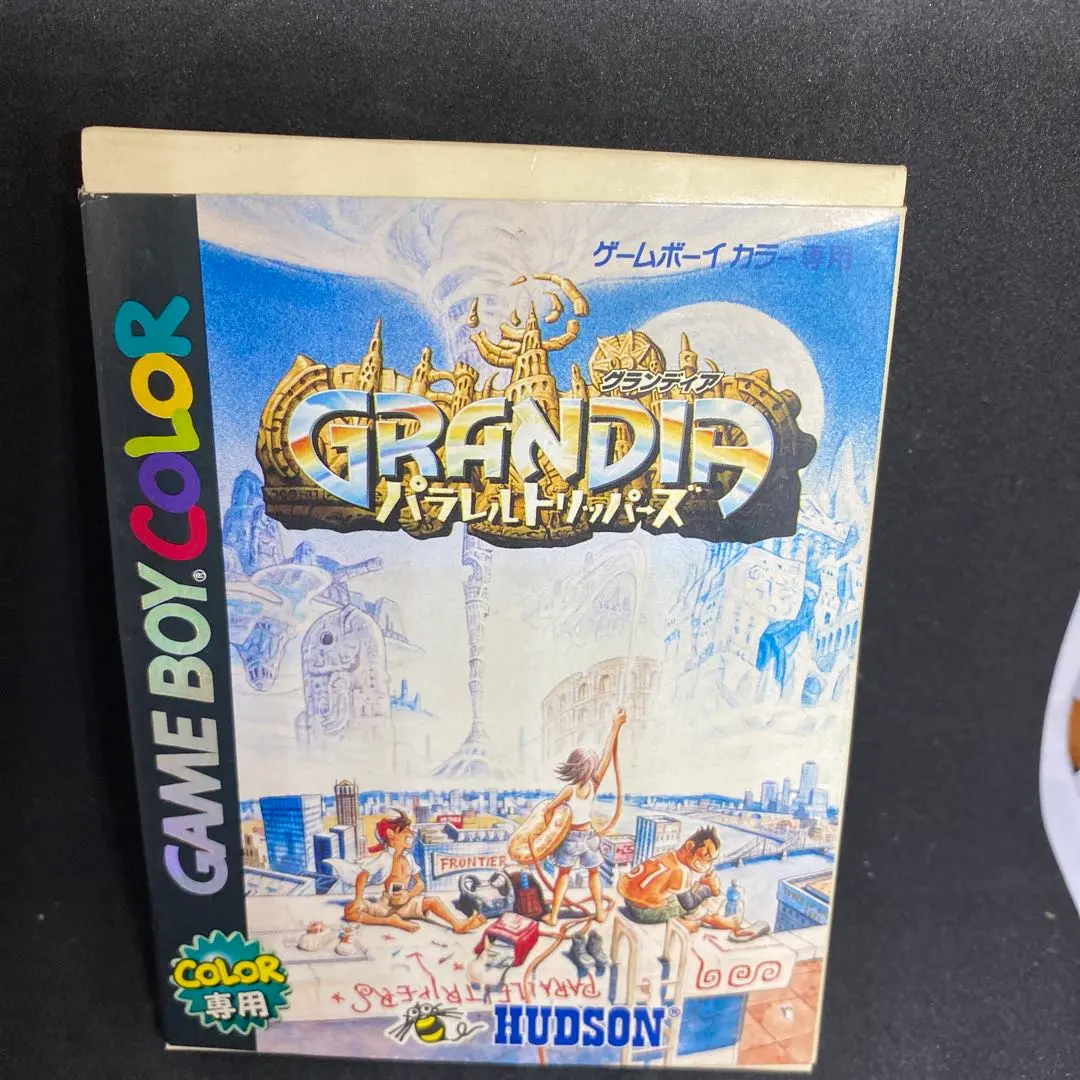 ゲームボーイ カラー専用
グランディア
GRANDIA
パラレルトリッパーズ
GAME BOY® COLOR
FRONTIER
PARALLEL TRIPPERS
COLOR
専用
HUDSON®